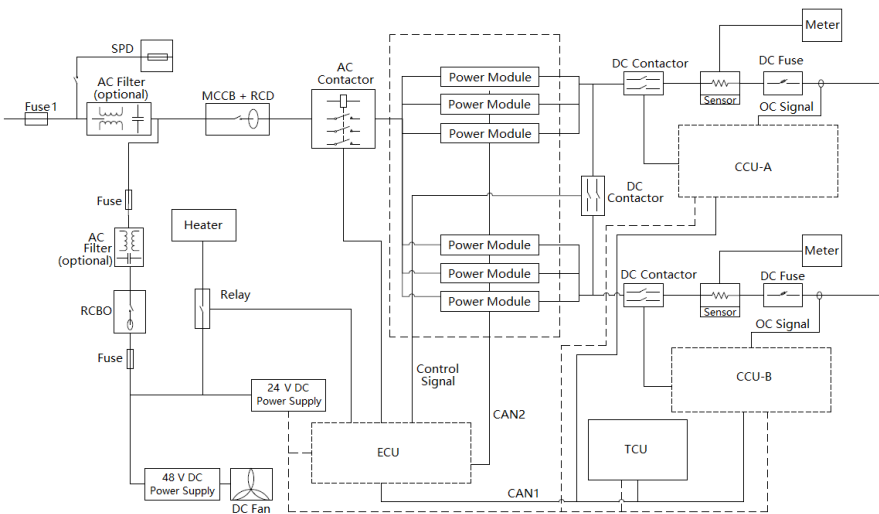 Meter
SPD
AC
Contactor
DC Contactor
DC Fuse
AC Filter
(optional)
MCCB + RCD
Power Module
Fuse1
Power Module
Sensor
OC Signal
Power Module
CCU-A
DC
Contactor
Fuse
Heater
Meter
AC
Filter
(optional)
Power Module
Power Module
DC Contactor
DC Fuse
Relay
Power Module
RCBO
Sensor
OC Signal
Fuse
Control
Signal
CCU-B
24 V DC
Power Supply
CAN2
ECU
TCU
48 V DC
Power Supply
CAN1
DC Fan